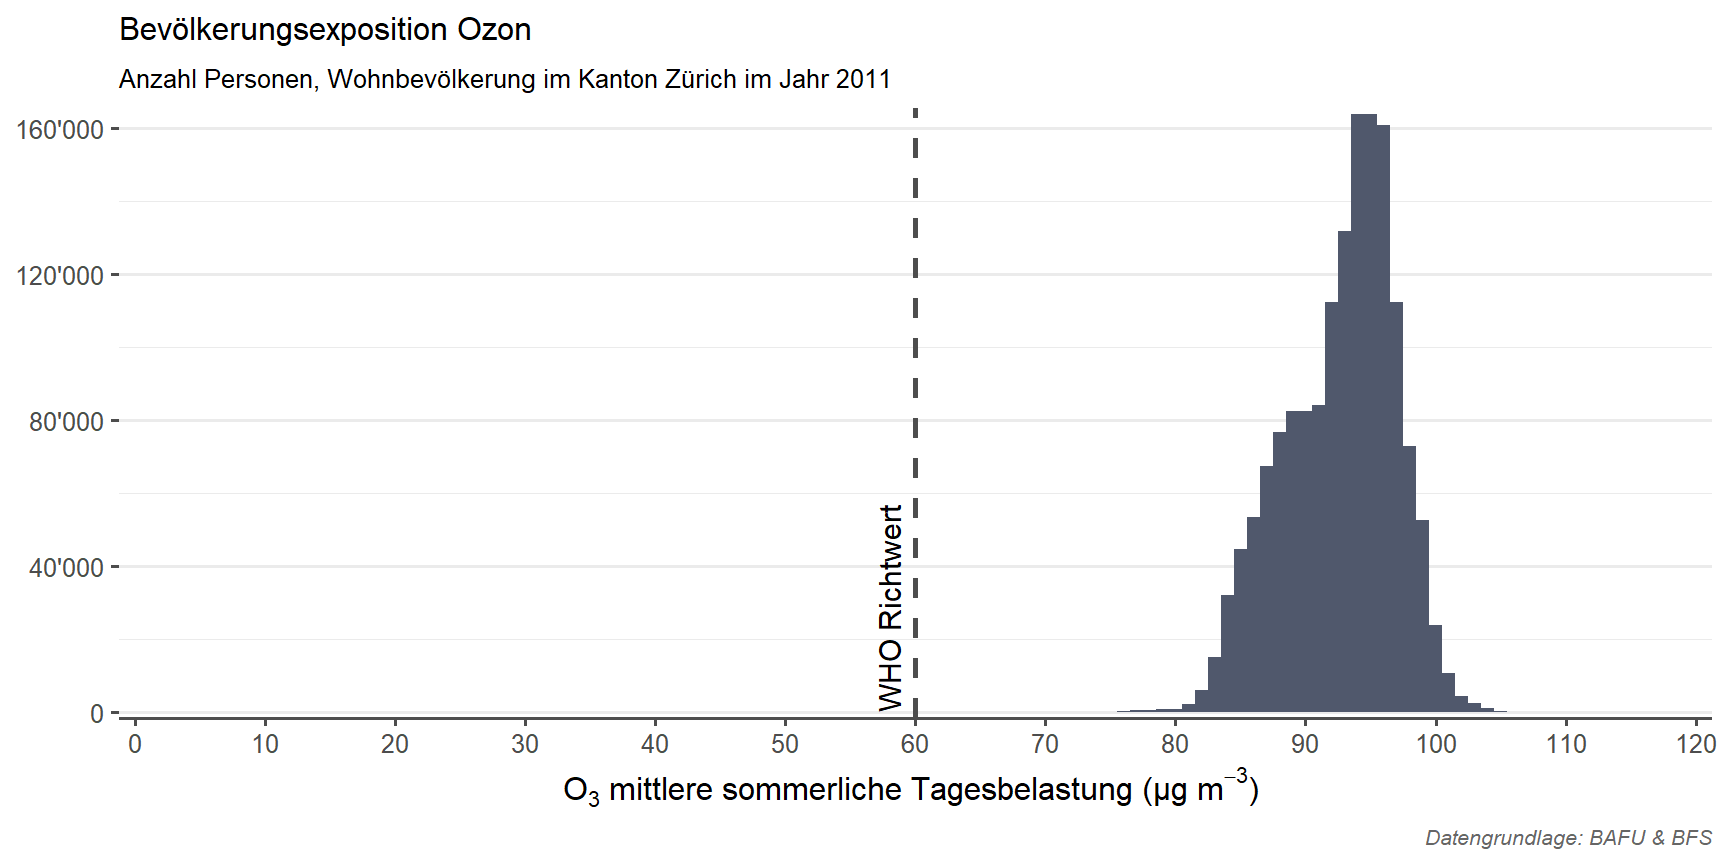 Bevölkerungsexposition Ozon
Anzahl Personen, Wohnbevölkerung im Kanton Zürich im Jahr 2011
160'000
120'000
80'000
40'000
0
WHO Richtwert
0 10 20 30 40 50 60 70 80 90 100 110 120
O₃ mittlere sommerliche Tagesbelastung (µg m⁻³)
Datengrundlage: BAFU & BFS